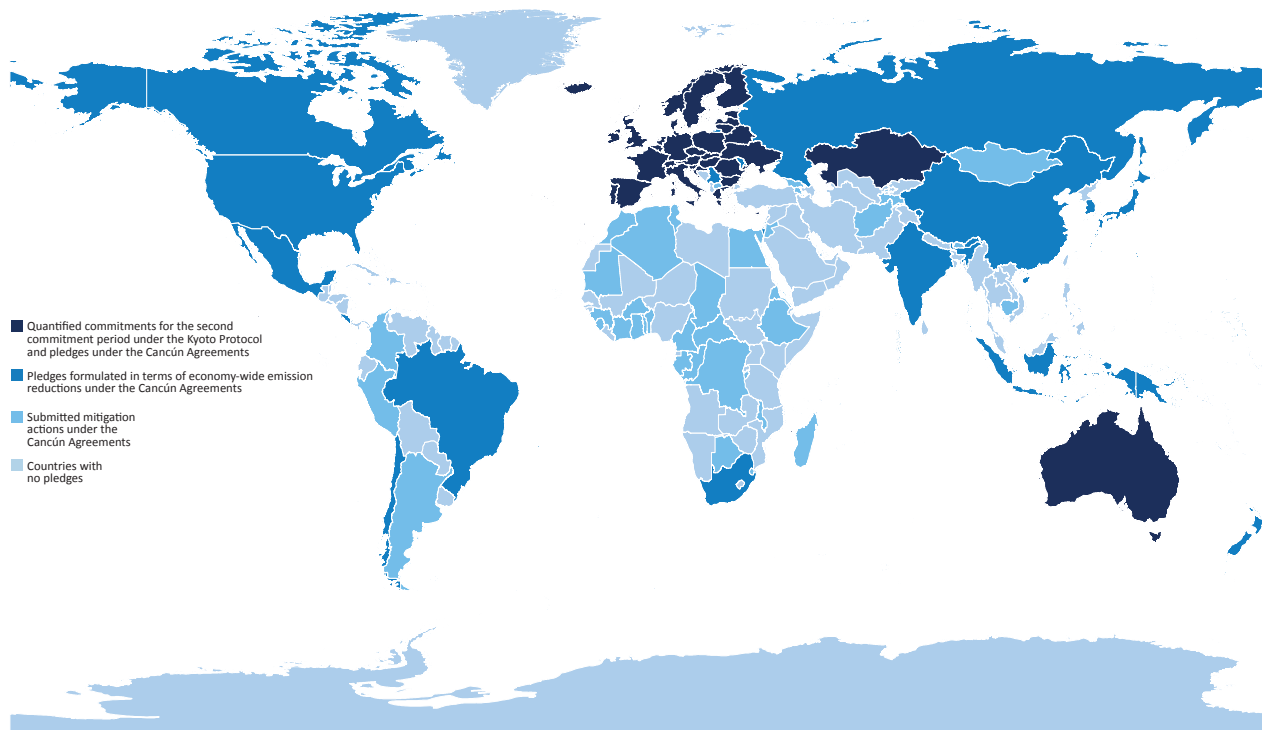 Quantified commitments for the second
commitment period under the Kyoto Protocol
and pledges under the Cancún Agreements
Pledges formulated in terms of economy-wide emission
reductions under the Cancún Agreements
Submitted mitigation
actions under the
Cancún Agreements
Countries with
no pledges